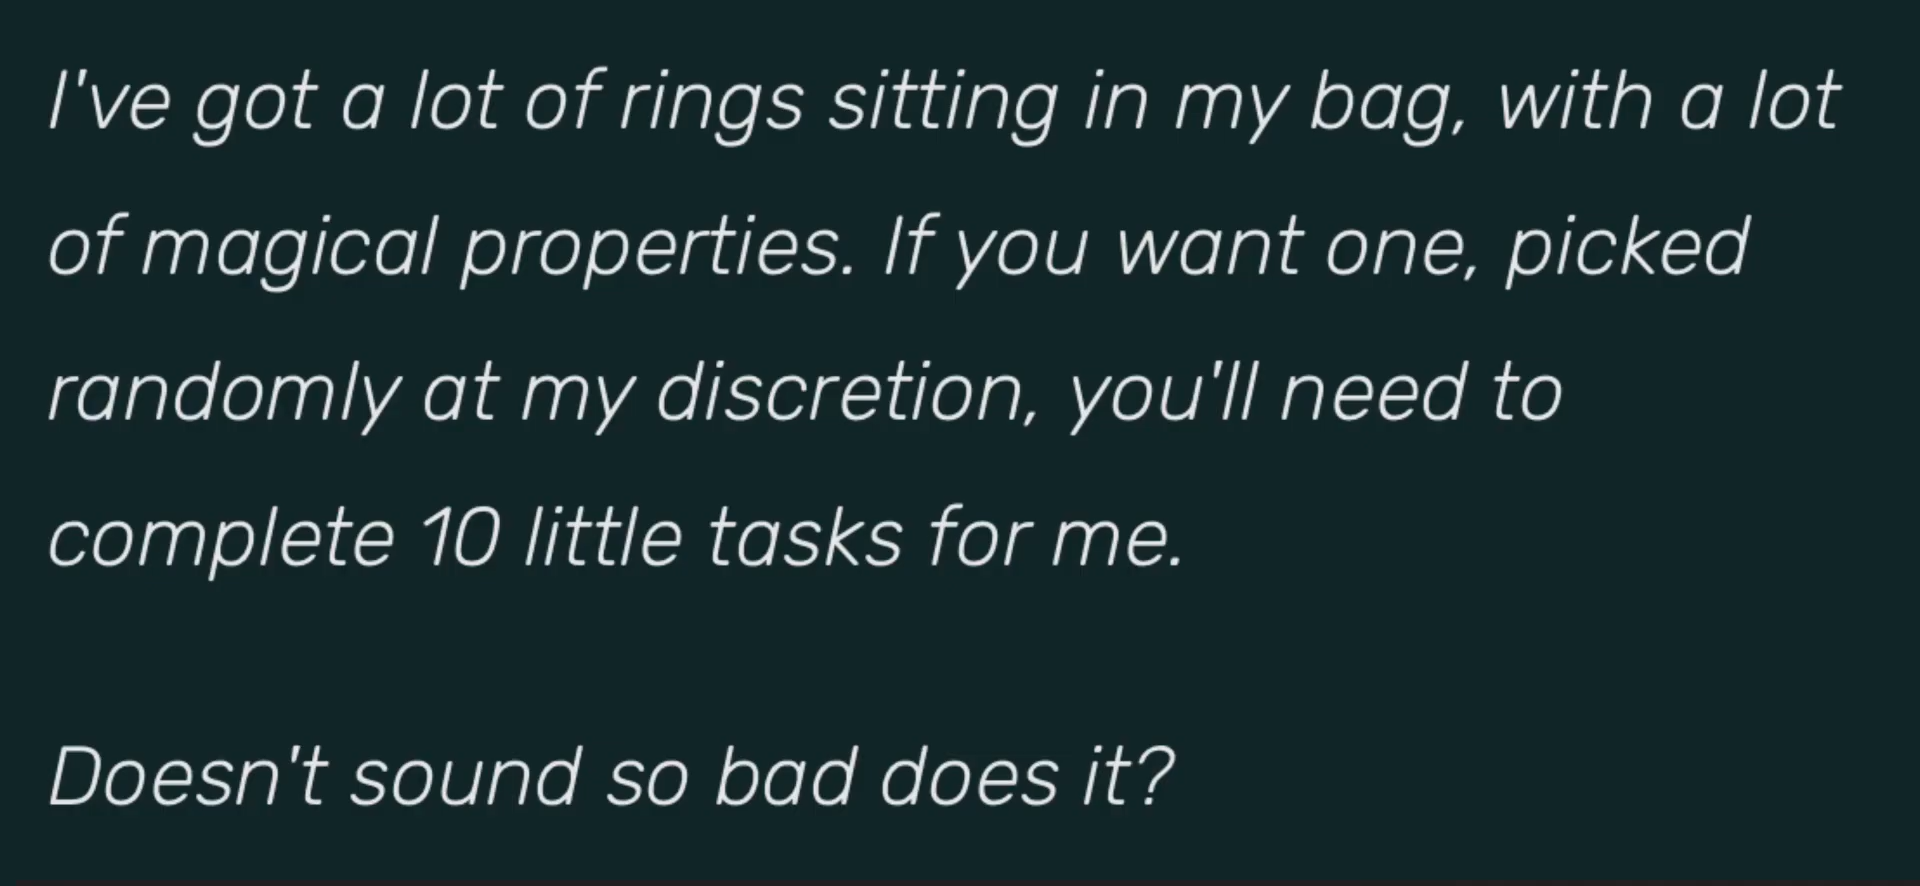 I've got a lot of rings sitting in my bag, with a lot
of magical properties. If you want one, picked
randomly at my discretion, you'll need to
complete 10 little tasks for me.
Doesn't sound so bad does it?